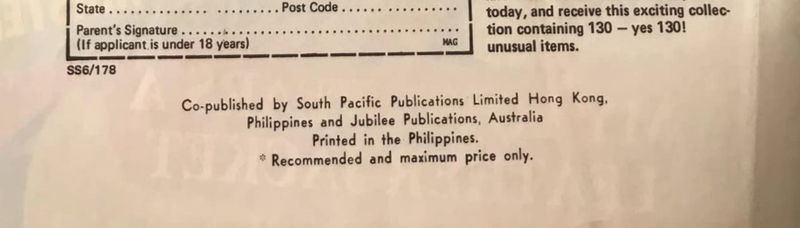 State .................................. Post Code ......................
today, and receive this exciting collec-
tion containing 130 — yes 130!
unusual items.
Parent's Signature .....................................................
(If applicant is under 18 years)
MAG
SS6/178
Co-published by South Pacific Publications Limited Hong Kong,
Philippines and Jubilee Publications, Australia
Printed in the Philippines.
* Recommended and maximum price only.